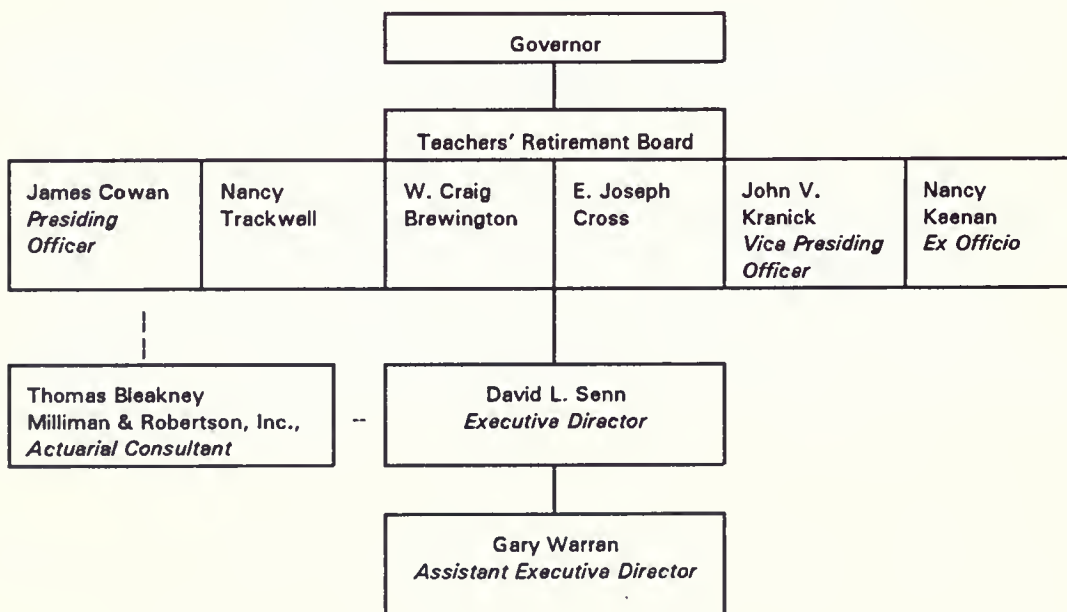 Governor
Teachers' Retirement Board
James Cowan
Presiding
Officer
Nancy
Trackwell
W. Craig
Brewington
E. Joseph
Cross
John V.
Kranick
Vice Presiding
Officer
Nancy
Keenan
Ex Officio
Thomas Bleakney
Milliman & Robertson, Inc.,
Actuarial Consultant
David L. Senn
Executive Director
Gary Warren
Assistant Executive Director